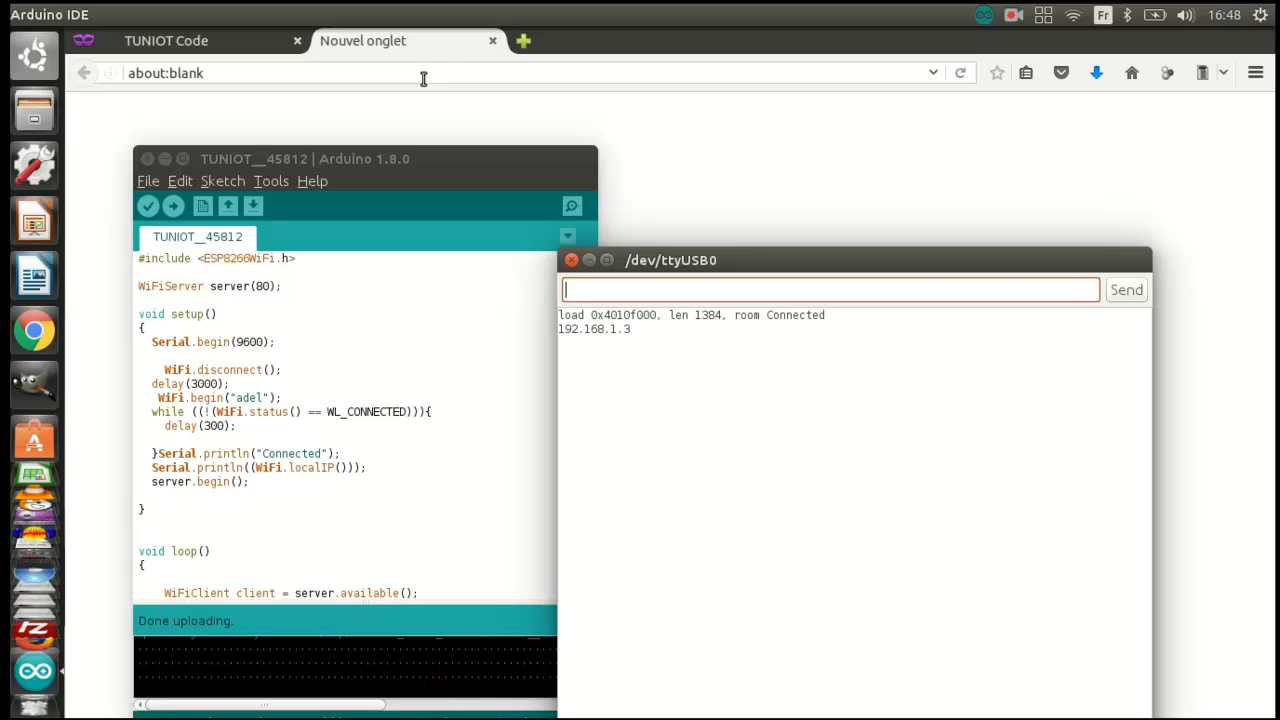 Arduino IDE
Fr
16:48
TUNIOT Code
Nouvel onglet
about:blank
TUNIOT__45812 | Arduino 1.8.0
File Edit Sketch Tools Help
TUNIOT__45812
#include <ESP8266WiFi.h>
WiFiServer server(80);
void setup()
{
Serial.begin(9600);
WiFi.disconnect();
delay(3000);
WiFi.begin("adel");
while ((!(WiFi.status() == WL_CONNECTED))){
delay(300);
}Serial.println("Connected");
Serial.println((WiFi.localIP()));
server.begin();
}
void loop()
{
WiFiClient client = server.available();
Done uploading.
/dev/ttyUSB0
Send
load 0x4010f000, len 1384, room Connected
192.168.1.3